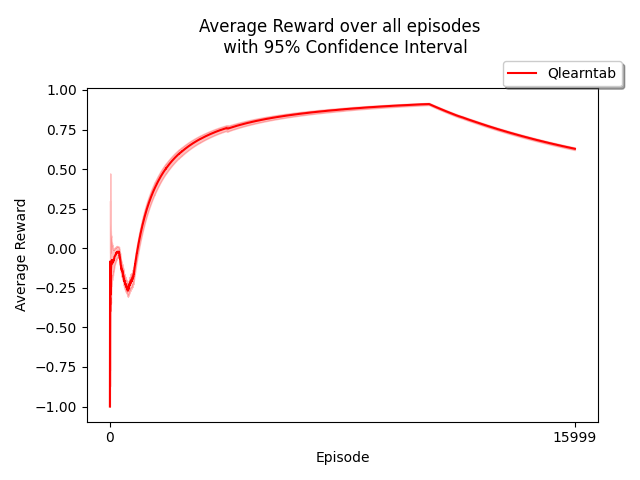 Average Reward over all episodes
with 95% Confidence Interval
Qlearntab
1.00
0.75
0.50
0.25
0.00
−0.25
−0.50
−0.75
−1.00
Average Reward
0
15999
Episode